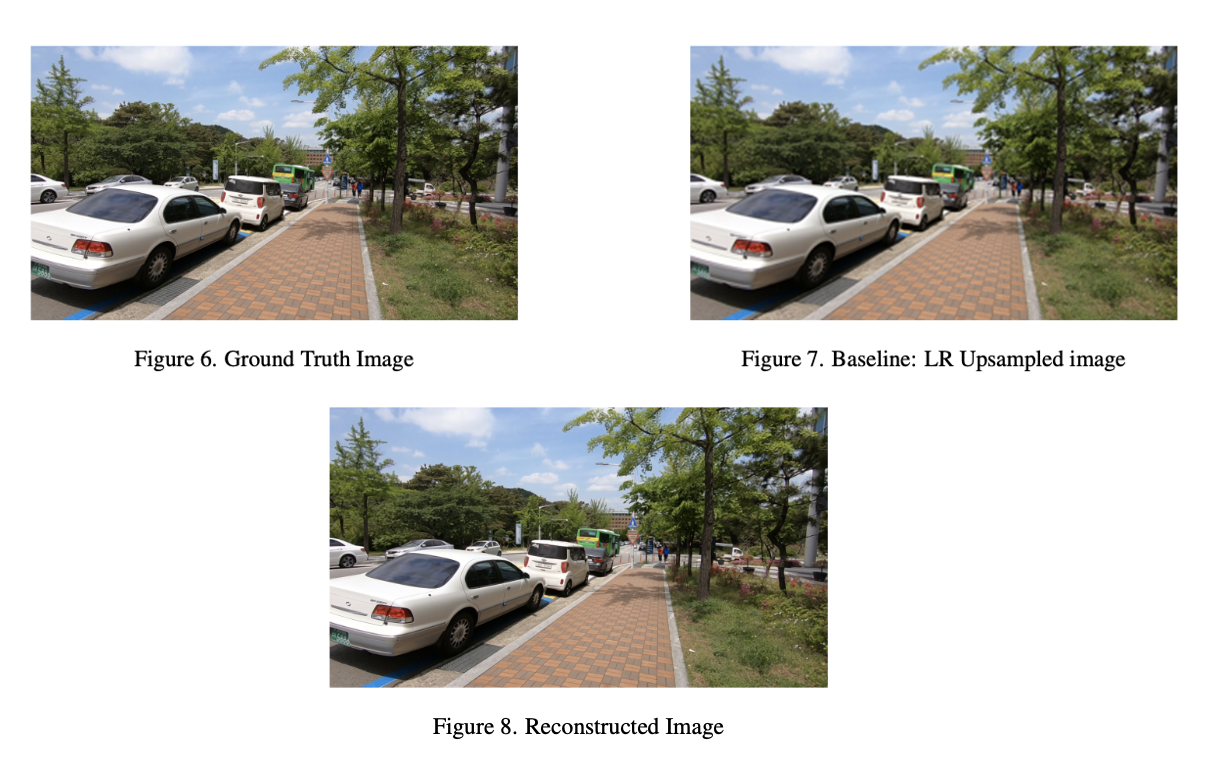 Figure 6. Ground Truth Image
Figure 7. Baseline: LR Upsampled image
Figure 8. Reconstructed Image